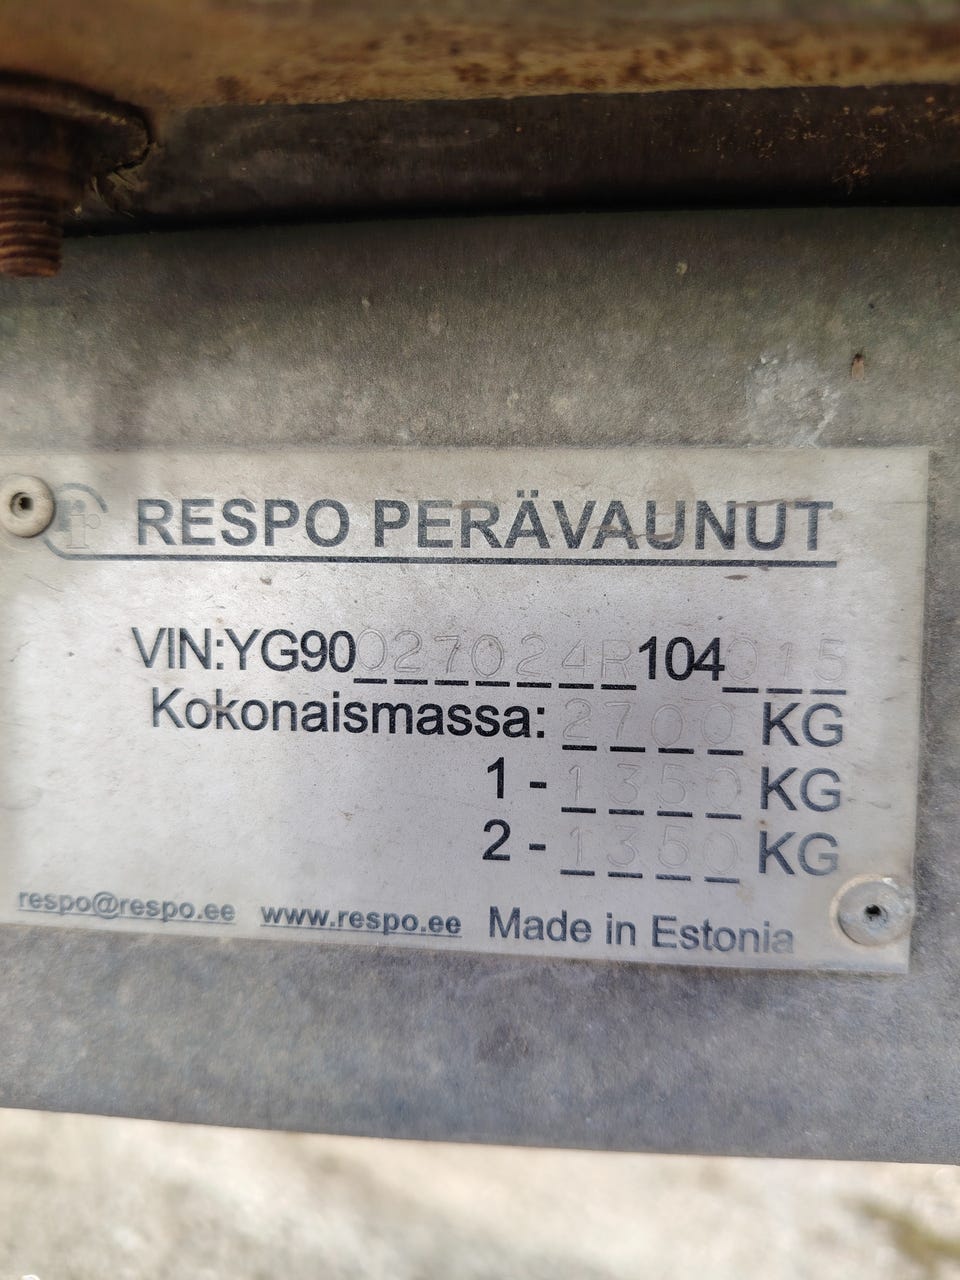 RESPO PERÄVAUNUT
VIN:YG90027024R104015
Kokonaismassa: 2700 KG
1 - 1350 KG
2 - 1350 KG
respo@respo.ee www.respo.ee Made in Estonia